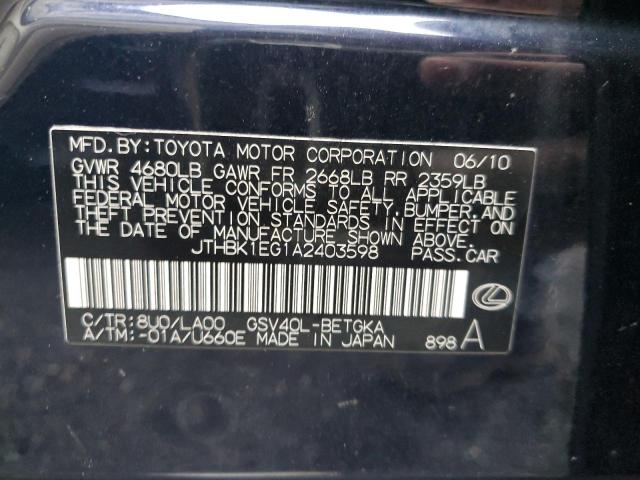 MFD. BY: TOYOTA MOTOR CORPORATION 06/10
GVWR 4680LB GAWR FR 2668LB RR 2359LB
THIS VEHICLE CONFORMS TO ALL APPLICABLE
FEDERAL MOTOR VEHICLE SAFETY, BUMPER, AND
THEFT PREVENTION STANDARDS IN EFFECT ON
THE DATE OF MANUFACTURE SHOWN ABOVE.
JTHBK1EG1A2403598 PASS. CAR
C/TR: 8U0/LA00 GSV40L-BETGKA
A/TM: -01A/U660E MADE IN JAPAN 898 A